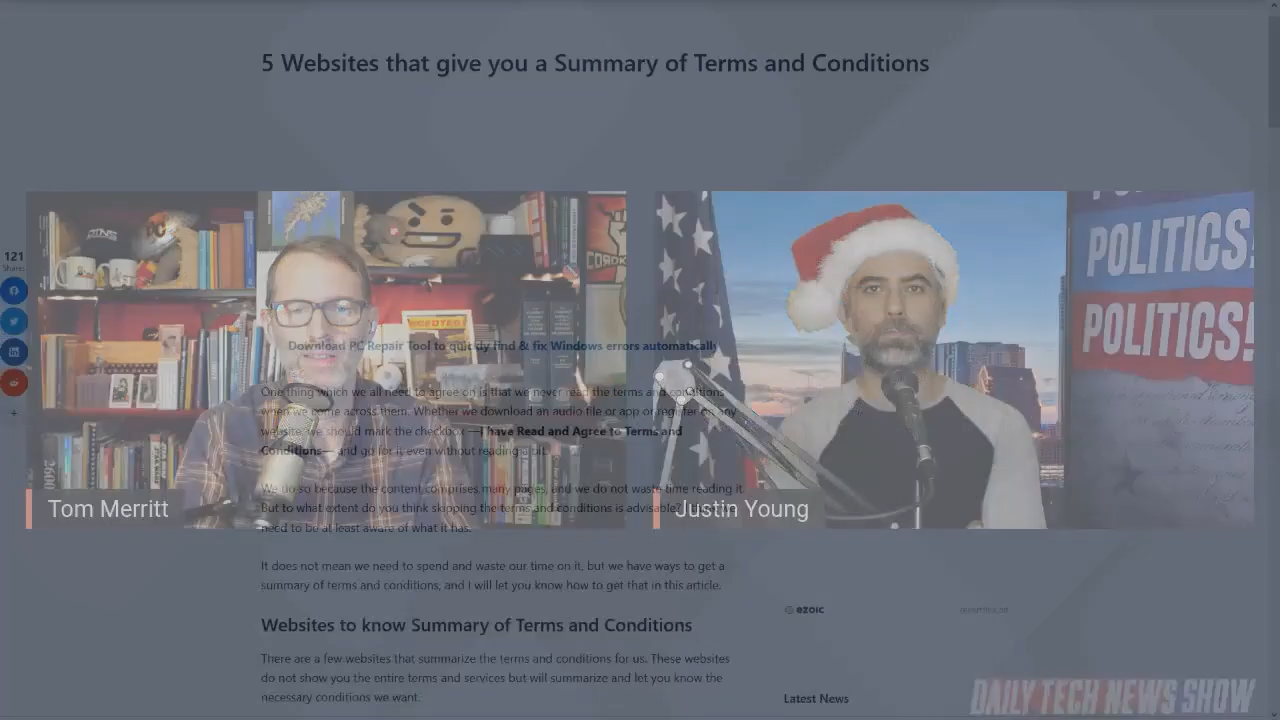 5 Websites that give you a Summary of Terms and Conditions
121
Share
POLITICS!
POLITICS!
Download PC Repair Tool to quickly find & fix Windows errors automatically
One thing which we all need to agree on is that we never read the terms and conditions
when we come across them. Whether we download an audio file or app or register on any
website, we should mark the checkbox —I have Read and Agree to Terms and
Conditions— and go for it even without reading a bit.
We do so because the content comprises many pages, and we do not waste time reading it.
But to what extent do you think skipping the terms and conditions is advisable?
need to be at least aware of what it has.
Tom Merritt
Justin Young
It does not mean we need to spend and waste our time on it, but we have ways to get a
summary of terms and conditions, and I will let you know how to get that in this article.
ezoic
Websites to know Summary of Terms and Conditions
There are a few websites that summarize the terms and conditions for us. These websites
do not show you the entire terms and services but will summarize and let you know the
necessary conditions we want.
Latest News
DAILY TECH NEWS SHOW